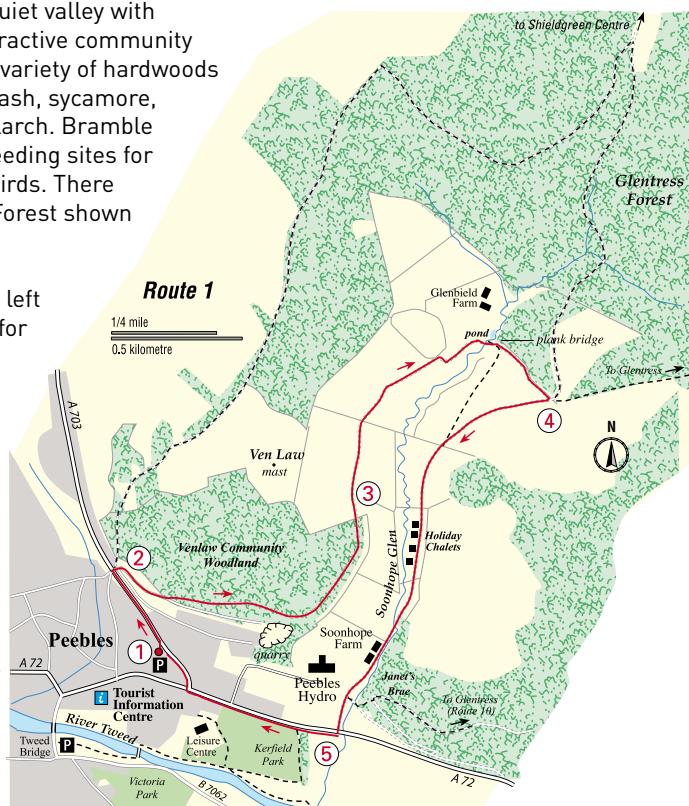 uiet valley with
ractive community
variety of hardwoods
ash, sycamore,
larch. Bramble
eeding sites for
irds. There
Forest shown
left
for
to Shieldgreen Centre
Glentress
Forest
Route 1
1/4 mile
0.5 kilometre
Glenbield
Farm
pond
plank bridge
To Glentress
4
A 703
N
Ven Law
mast
3
2
Venlaw Community
Woodland
Soonhope Glen
Holiday
Chalets
Peebles
1
P
quarry
Soonhope
Farm
Peebles
Hydro
Janet's
Brae
A 72
i
Tourist
Information
Centre
To Glentress
(Route 10)
River Tweed
Tweed
Bridge
P
Leisure
Centre
Kerfield
Park
5
A 72
Victoria
Park
B 7062